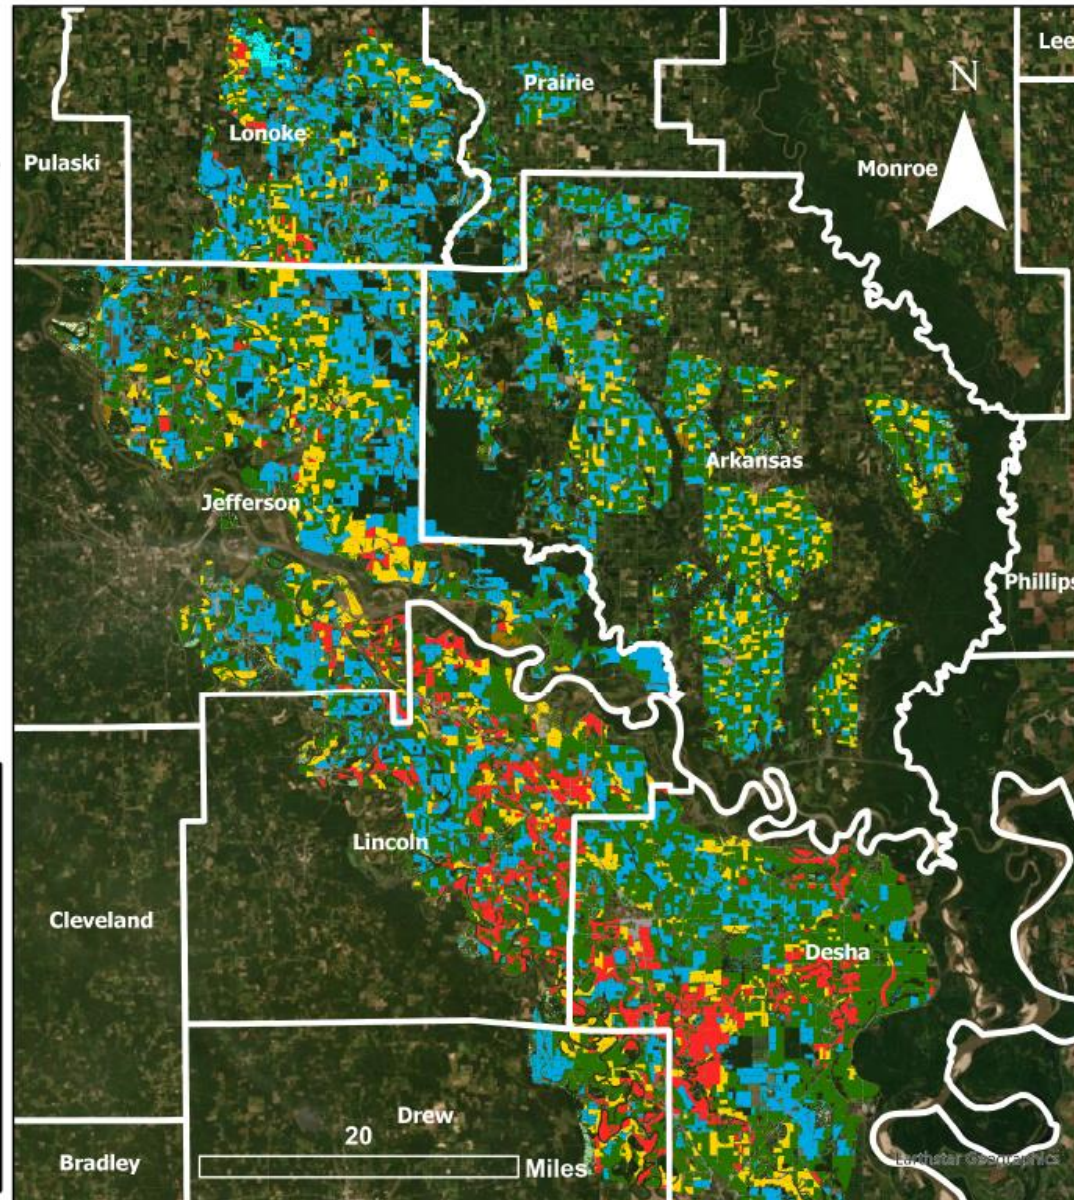 Lee
N
Prairie
Lonoke
Pulaski
Monroe
Arkansas
Jefferson
Phillips
Lincoln
Cleveland
Desha
Drew
20
Miles
Bradley
Earthstar Geographics